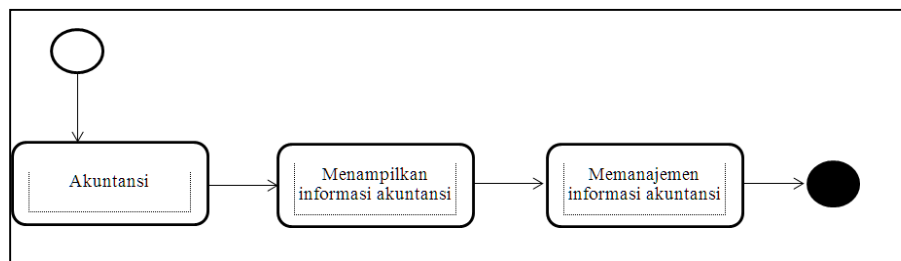 Akuntansi
Menampilkan
informasi akuntansi
Memanajemen
informasi akuntansi